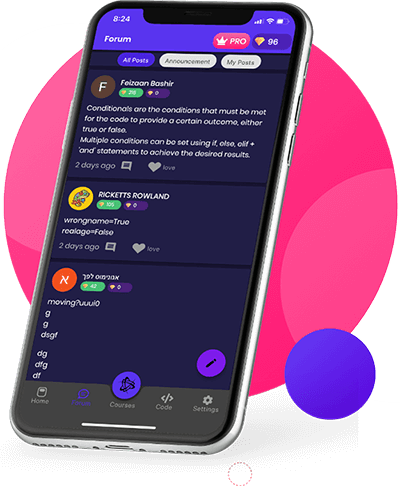 8:24
Forum
PRO
96
All Posts
Announcement
My Posts
F
Feizaan Bashir
0
Conditionals are the conditions that must be met
for the code to provide a certain outcome, either
true or false.
Multiple conditions can be set using if, else, elif +
'and' statements to achieve the desired results.
2 days ago
love
RICKETTS ROWLAND
105
0
wrongname=True
realage=False
2 days ago
love
א
אנונימוס לפך
42
0
moving?uuui0
g
g
dsgf
dg
dfg
df
Home
Courses
Code
Settings